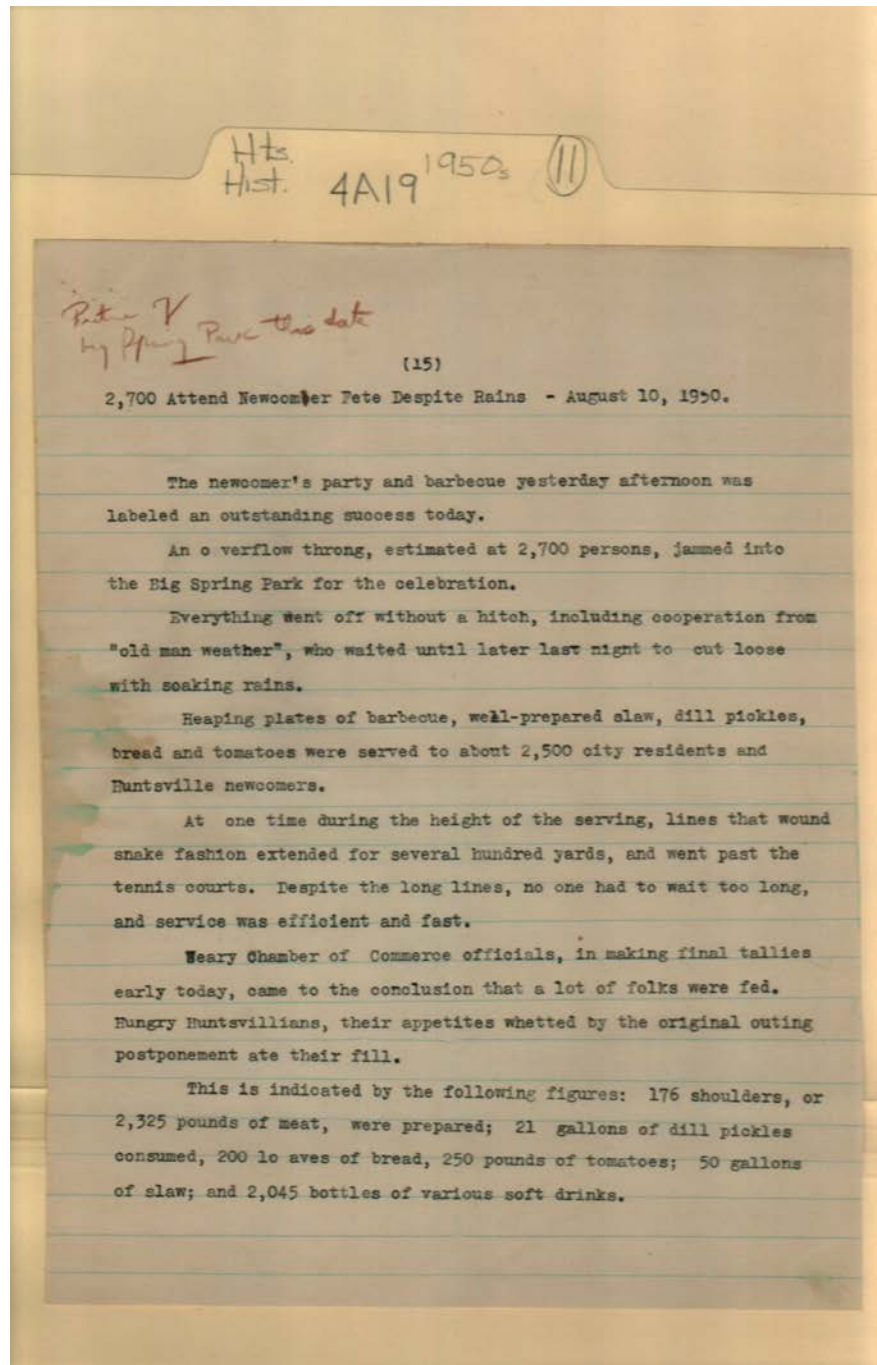 Hts.
Hist. 4A19 1950s 11
Big Spring Park this date
(15)
2,700 Attend Newcomer Fete Despite Rains - August 10, 1950.
The newcomer's party and barbecue yesterday afternoon was
labeled an outstanding success today.
An o verflow throng, estimated at 2,700 persons, jammed into
the Big Spring Park for the celebration.
Everything went off without a hitch, including cooperation from
"old man weather", who waited until later last night to cut loose
with soaking rains.
Heaping plates of barbecue, well-prepared slaw, dill pickles,
bread and tomatoes were served to about 2,500 city residents and
Huntsville newcomers.
At one time during the height of the serving, lines that wound
snake fashion extended for several hundred yards, and went past the
tennis courts. Despite the long lines, no one had to wait too long,
and service was efficient and fast.
Weary Chamber of Commerce officials, in making final tallies
early today, came to the conclusion that a lot of folks were fed.
Hungry Huntsvillians, their appetites whetted by the original outing
postponement ate their fill.
This is indicated by the following figures: 176 shoulders, or
2,325 pounds of meat, were prepared; 21 gallons of dill pickles
consumed, 200 lo aves of bread, 250 pounds of tomatoes; 50 gallons
of slaw; and 2,045 bottles of various soft drinks.